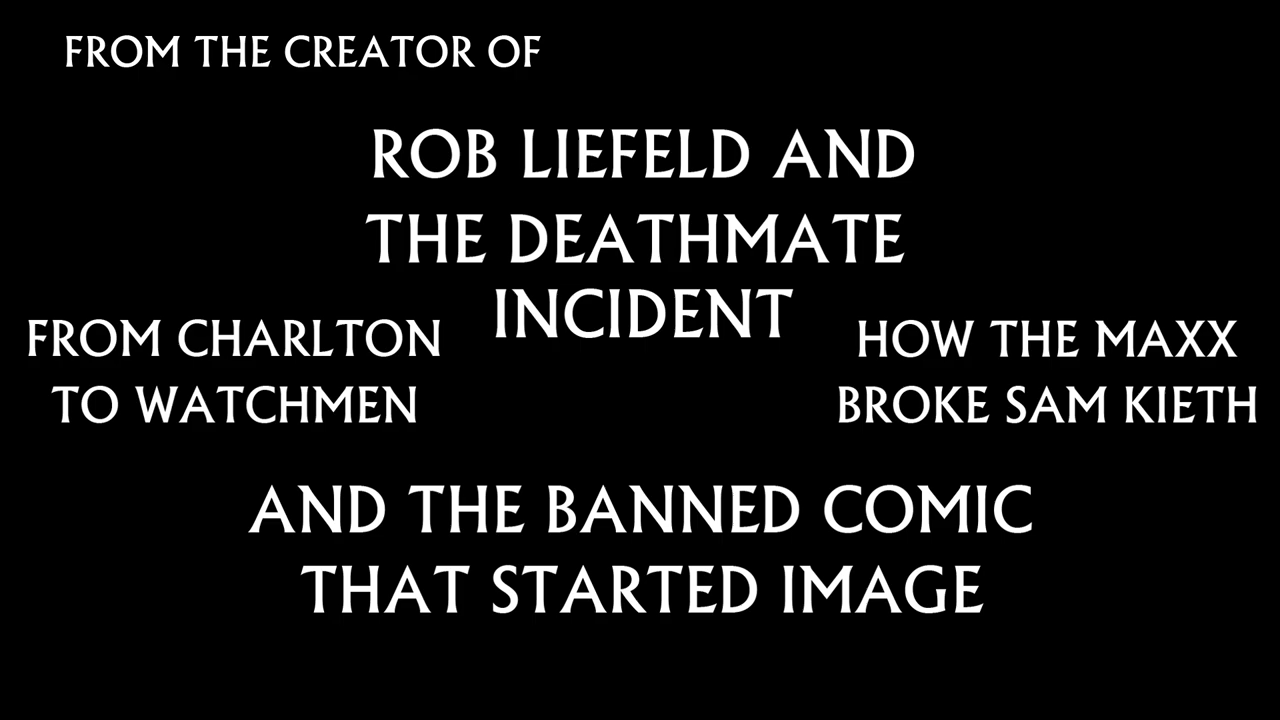 FROM THE CREATOR OF
ROB LIEFELD AND
THE DEATHMATE
INCIDENT
FROM CHARLTON
TO WATCHMEN
HOW THE MAXX
BROKE SAM KIETH
AND THE BANNED COMIC
THAT STARTED IMAGE